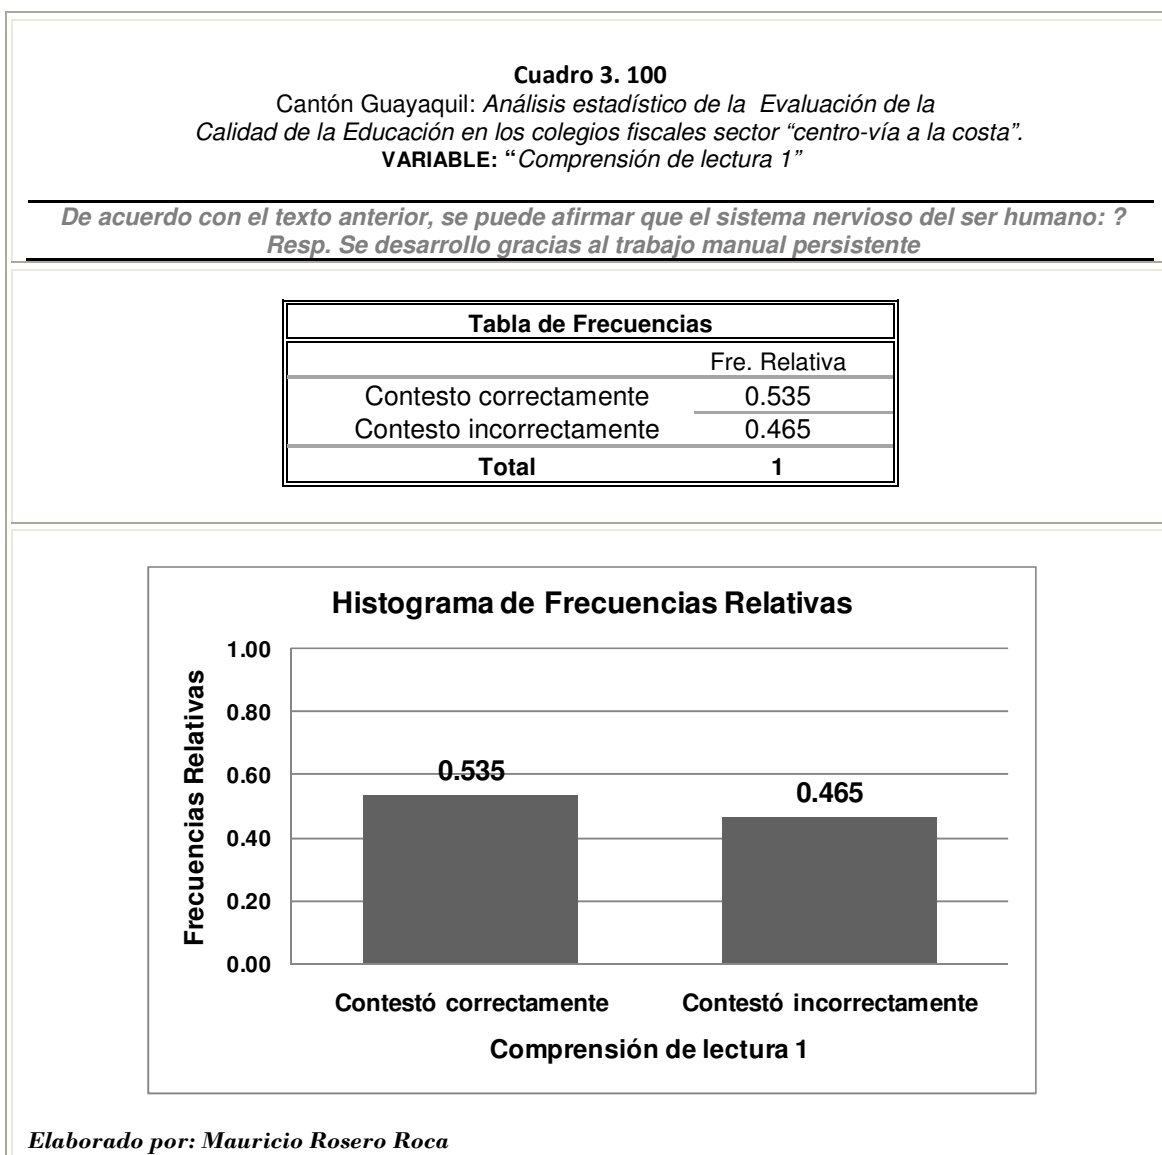 Cuadro 3. 100
Cantón Guayaquil: Análisis estadístico de la Evaluación de la
Calidad de la Educación en los colegios fiscales sector “centro-vía a la costa”.
VARIABLE: “Comprensión de lectura 1”
De acuerdo con el texto anterior, se puede afirmar que el sistema nervioso del ser humano: ?
Resp. Se desarrollo gracias al trabajo manual persistente
Tabla de Frecuencias
Fre. Relativa
Contesto correctamente 0.535
Contesto incorrectamente 0.465
Total 1
Histograma de Frecuencias Relativas
Frecuencias Relativas
1.00
0.80
0.60
0.40
0.20
0.00
0.535
0.465
Contestó correctamente Contestó incorrectamente
Comprensión de lectura 1
Elaborado por: Mauricio Rosero Roca